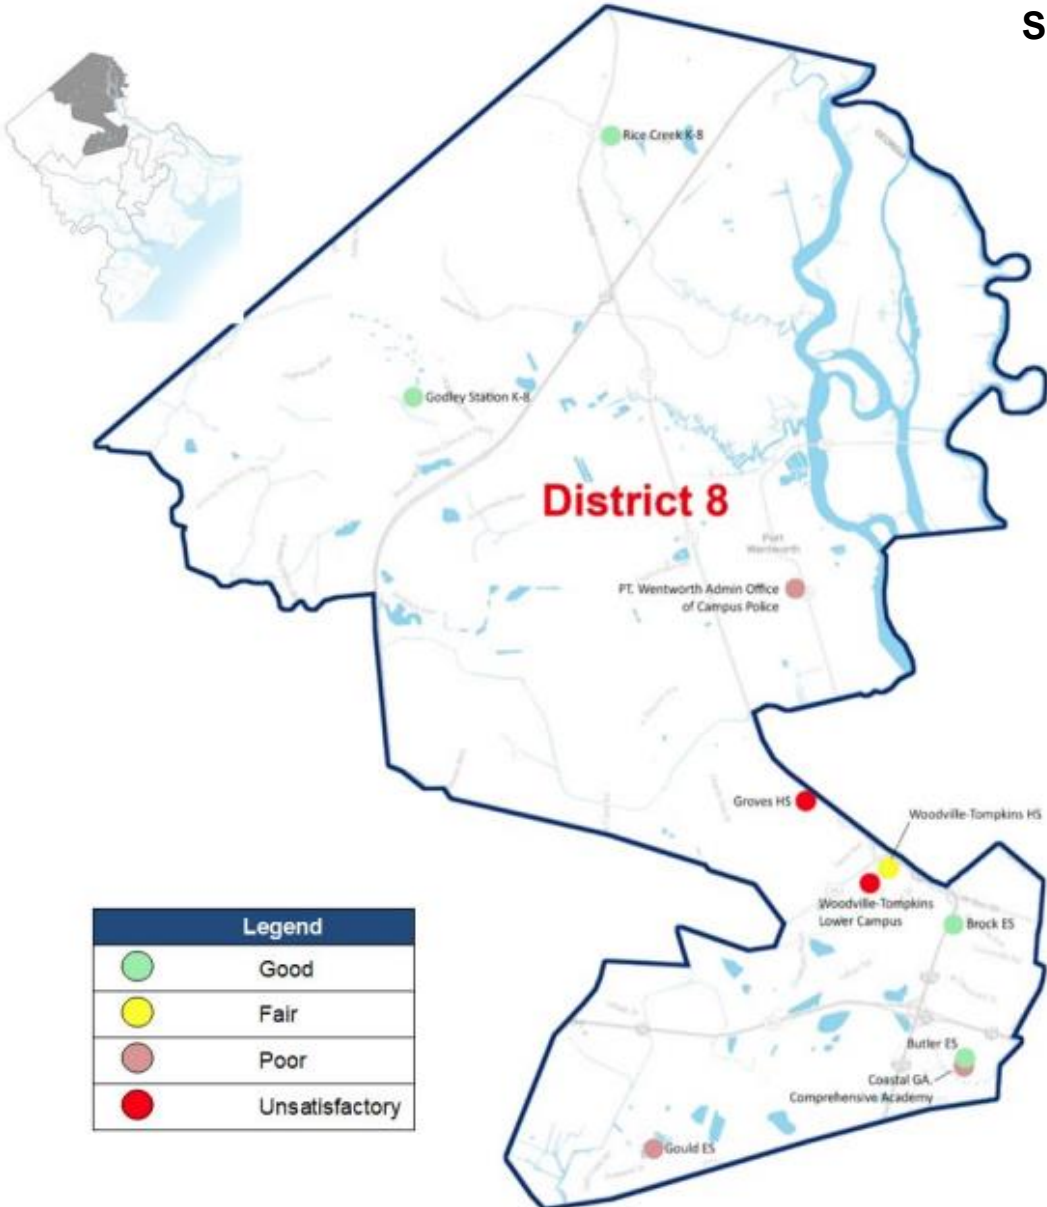 S
Rice Creek K-8
GEORGIA
Godley Station K-8
District 8
Port
Wentworth
PT. Wentworth Admin Office
of Campus Police
Groves HS
Woodville-Tompkins HS
Woodville-Tompkins
Lower Campus
Brock ES
Butler ES
Coastal GA.
Comprehensive Academy
Gould ES
Legend
Good
Fair
Poor
Unsatisfactory